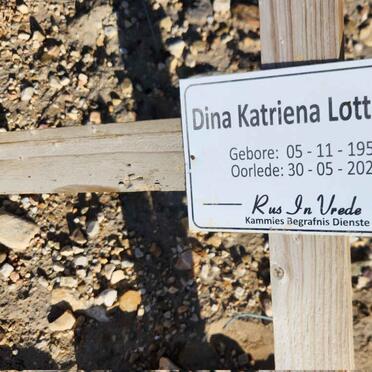 Dina Katriena Lott
Gebore: 05 - 11 - 195
Oorlede: 30 - 05 - 202
Rus In Vrede
Kammies Begrafnis Dienste